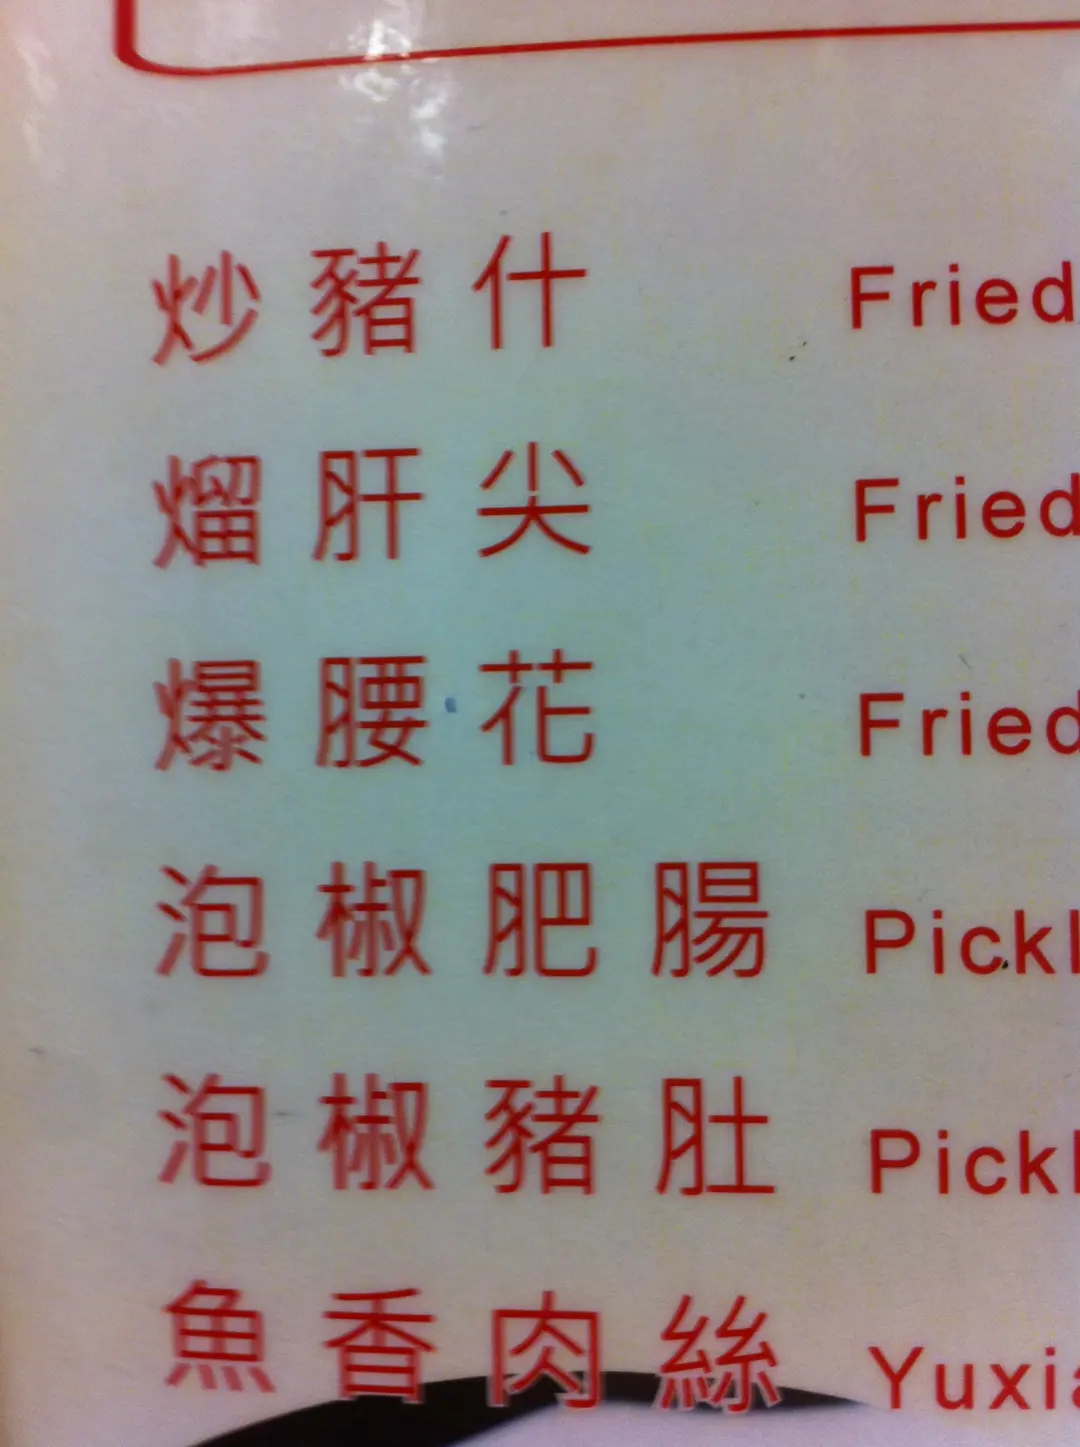 炒豬什 Fried
熘肝尖 Fried
爆腰花 Fried
泡椒肥腸 Pickl
泡椒豬肚 Pickl
魚香肉絲 Yuxia